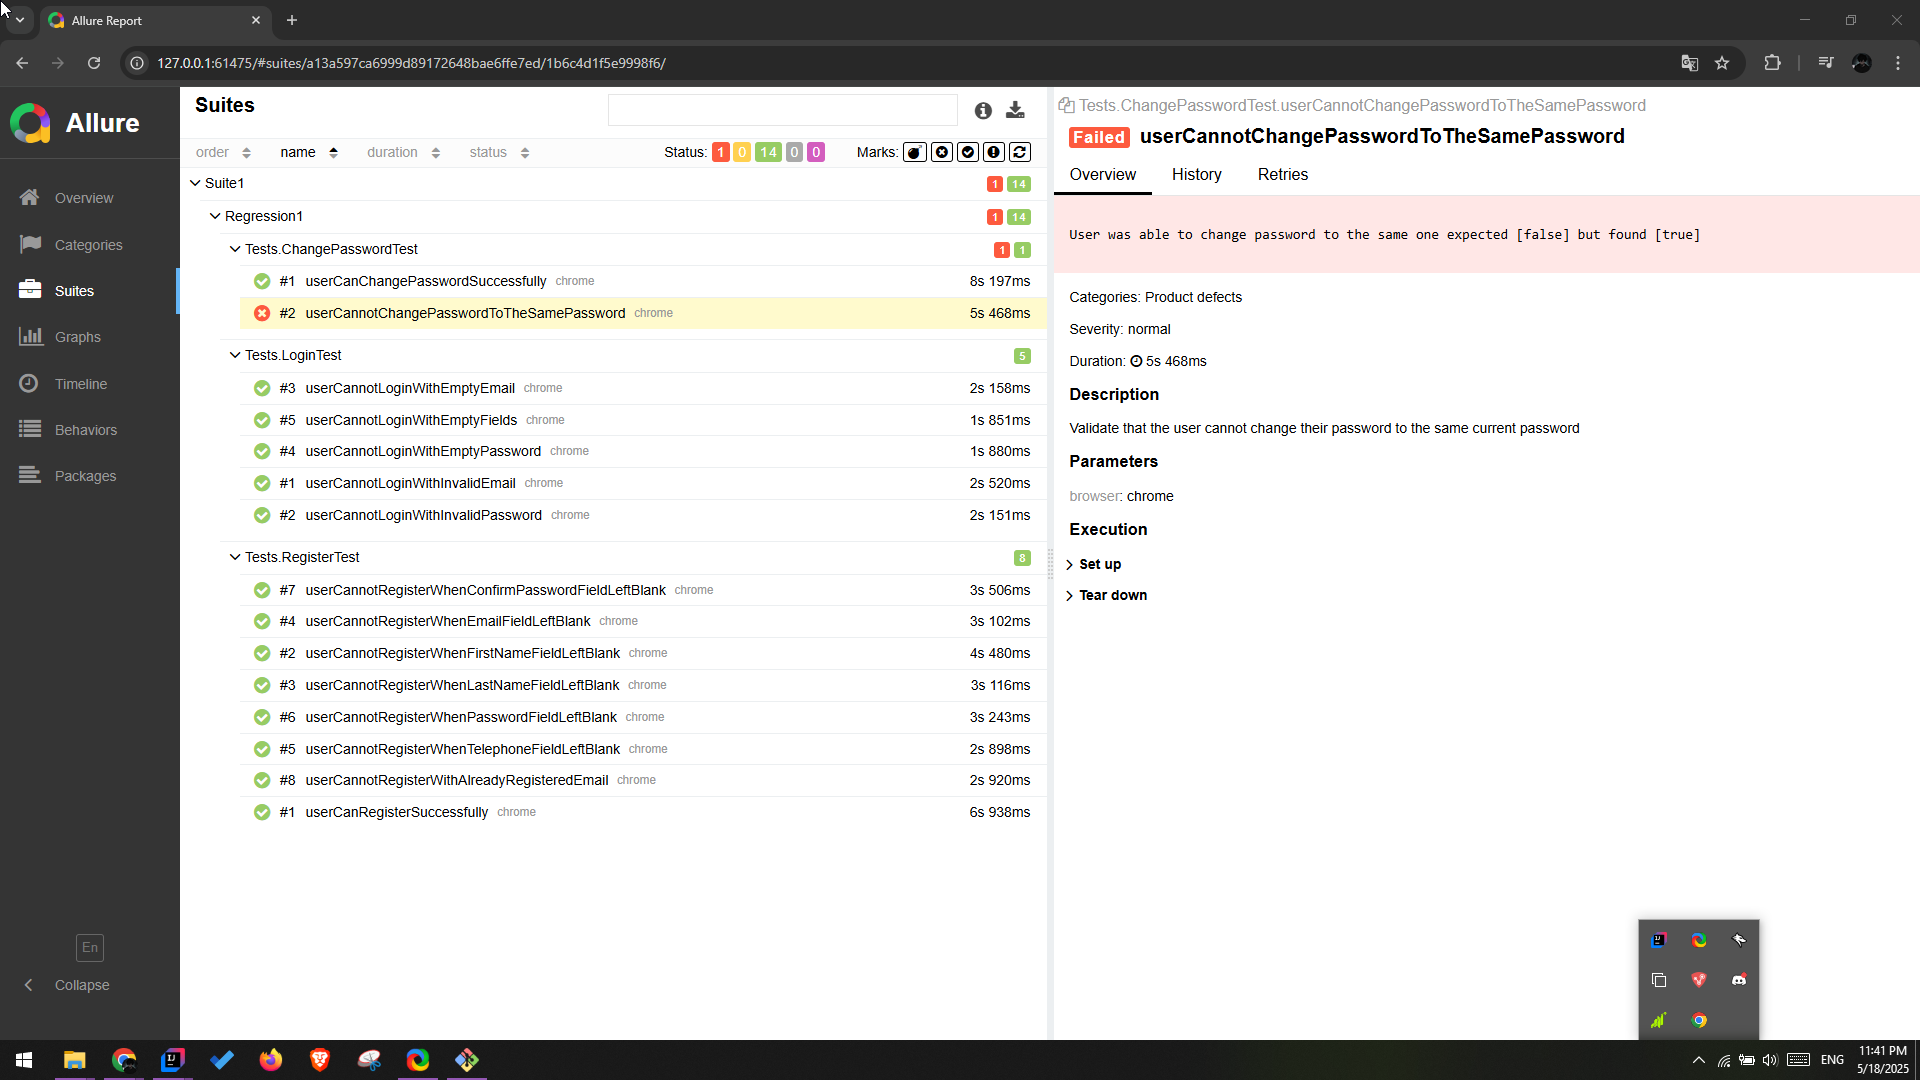 Allure Report
127.0.0.1:61475/#suites/a13a597ca6999d89172648bae6ffe7ed/1b6c4d1f5e9998f6/
Allure
Overview
Categories
Suites
Graphs
Timeline
Behaviors
Packages
En
Collapse
Suites
order name duration status Status: 1 0 14 0 0 Marks:
Suite1 1 14
Regression1 1 14
Tests.ChangePasswordTest 1 1
#1 userCanChangePasswordSuccessfully chrome 8s 197ms
#2 userCannotChangePasswordToTheSamePassword chrome 5s 468ms
Tests.LoginTest 5
#3 userCannotLoginWithEmptyEmail chrome 2s 158ms
#5 userCannotLoginWithEmptyFields chrome 1s 851ms
#4 userCannotLoginWithEmptyPassword chrome 1s 880ms
#1 userCannotLoginWithInvalidEmail chrome 2s 520ms
#2 userCannotLoginWithInvalidPassword chrome 2s 151ms
Tests.RegisterTest 8
#7 userCannotRegisterWhenConfirmPasswordFieldLeftBlank chrome 3s 506ms
#4 userCannotRegisterWhenEmailFieldLeftBlank chrome 3s 102ms
#2 userCannotRegisterWhenFirstNameFieldLeftBlank chrome 4s 480ms
#3 userCannotRegisterWhenLastNameFieldLeftBlank chrome 3s 116ms
#6 userCannotRegisterWhenPasswordFieldLeftBlank chrome 3s 243ms
#5 userCannotRegisterWhenTelephoneFieldLeftBlank chrome 2s 898ms
#8 userCannotRegisterWithAlreadyRegisteredEmail chrome 2s 920ms
#1 userCanRegisterSuccessfully chrome 6s 938ms
Tests.ChangePasswordTest.userCannotChangePasswordToTheSamePassword
Failed userCannotChangePasswordToTheSamePassword
Overview History Retries
User was able to change password to the same one expected [false] but found [true]
Categories: Product defects
Severity: normal
Duration: 5s 468ms
Description
Validate that the user cannot change their password to the same current password
Parameters
browser: chrome
Execution
Set up
Tear down
ENG
11:41 PM
5/18/2025